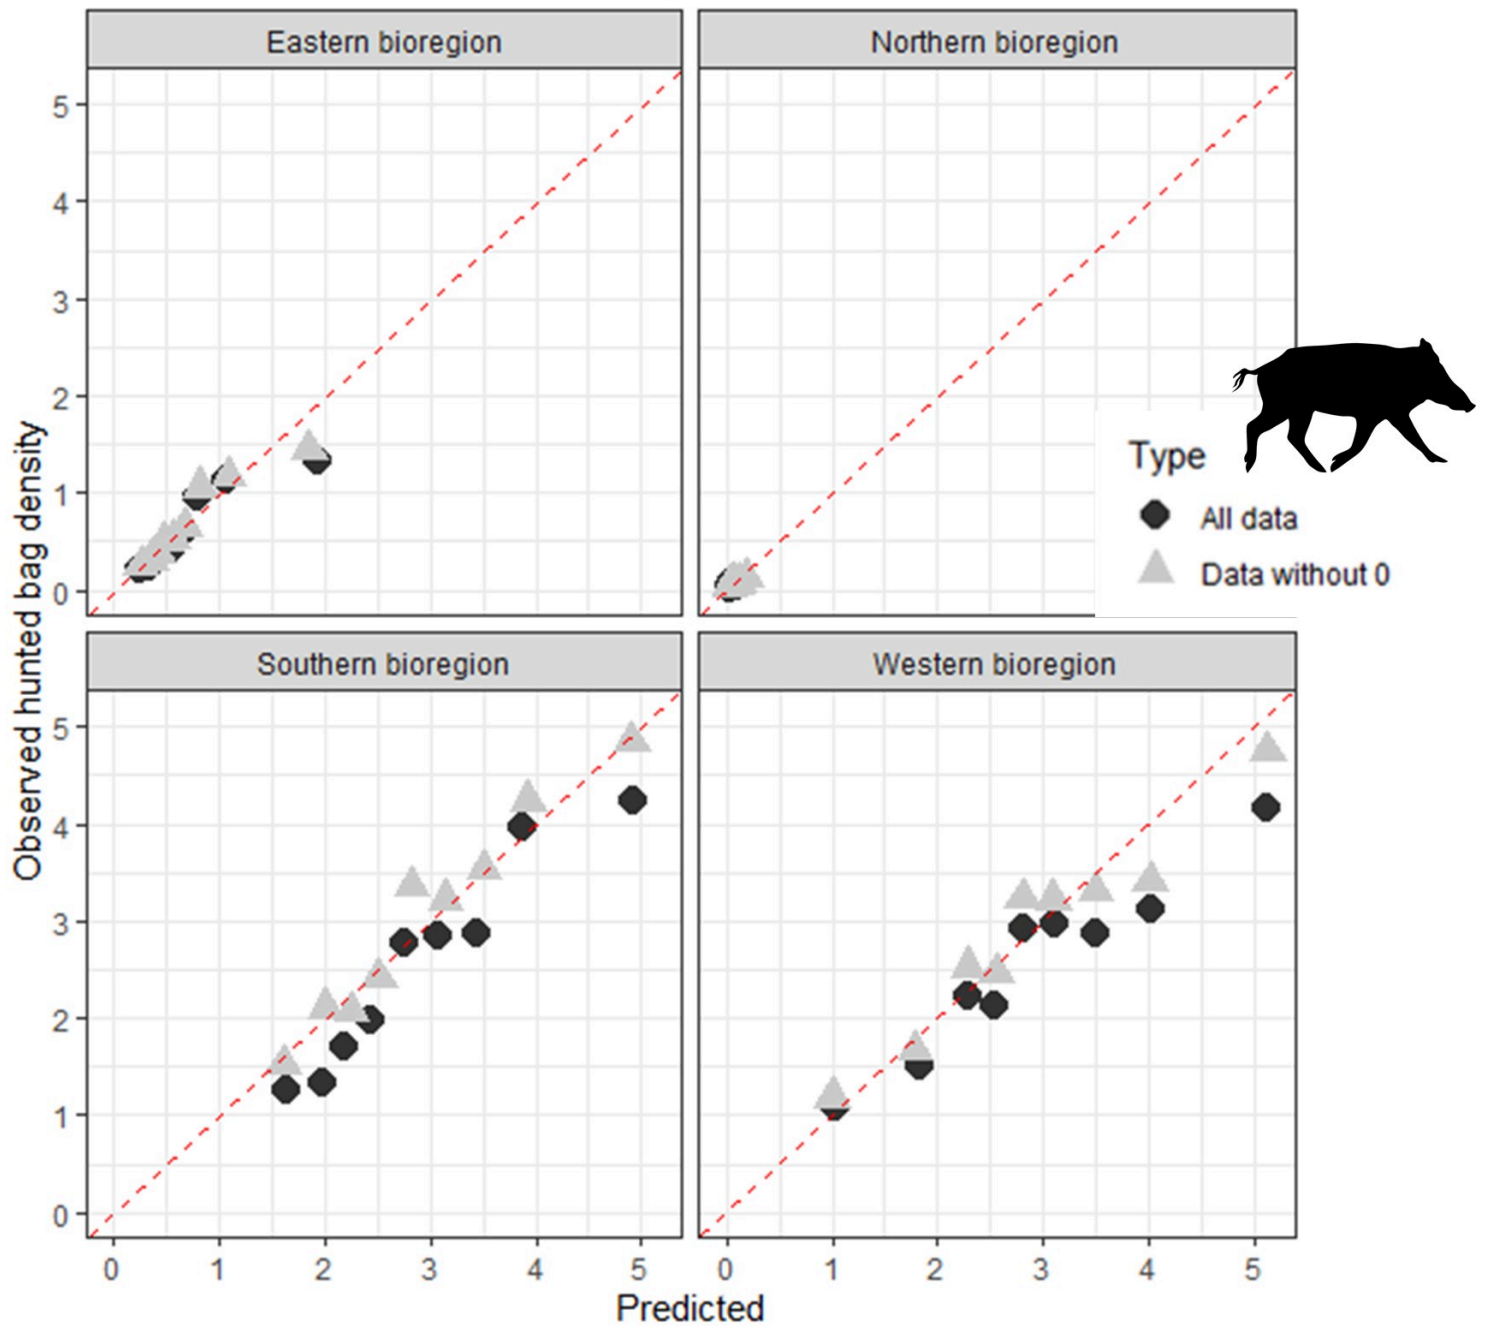 Eastern bioregion
Northern bioregion
5
4
3
2
1
0
Type
All data
Data without 0
Observed hunted bag density
Southern bioregion
Western bioregion
5
4
3
2
1
0
0 1 2 3 4 5
0 1 2 3 4 5
Predicted